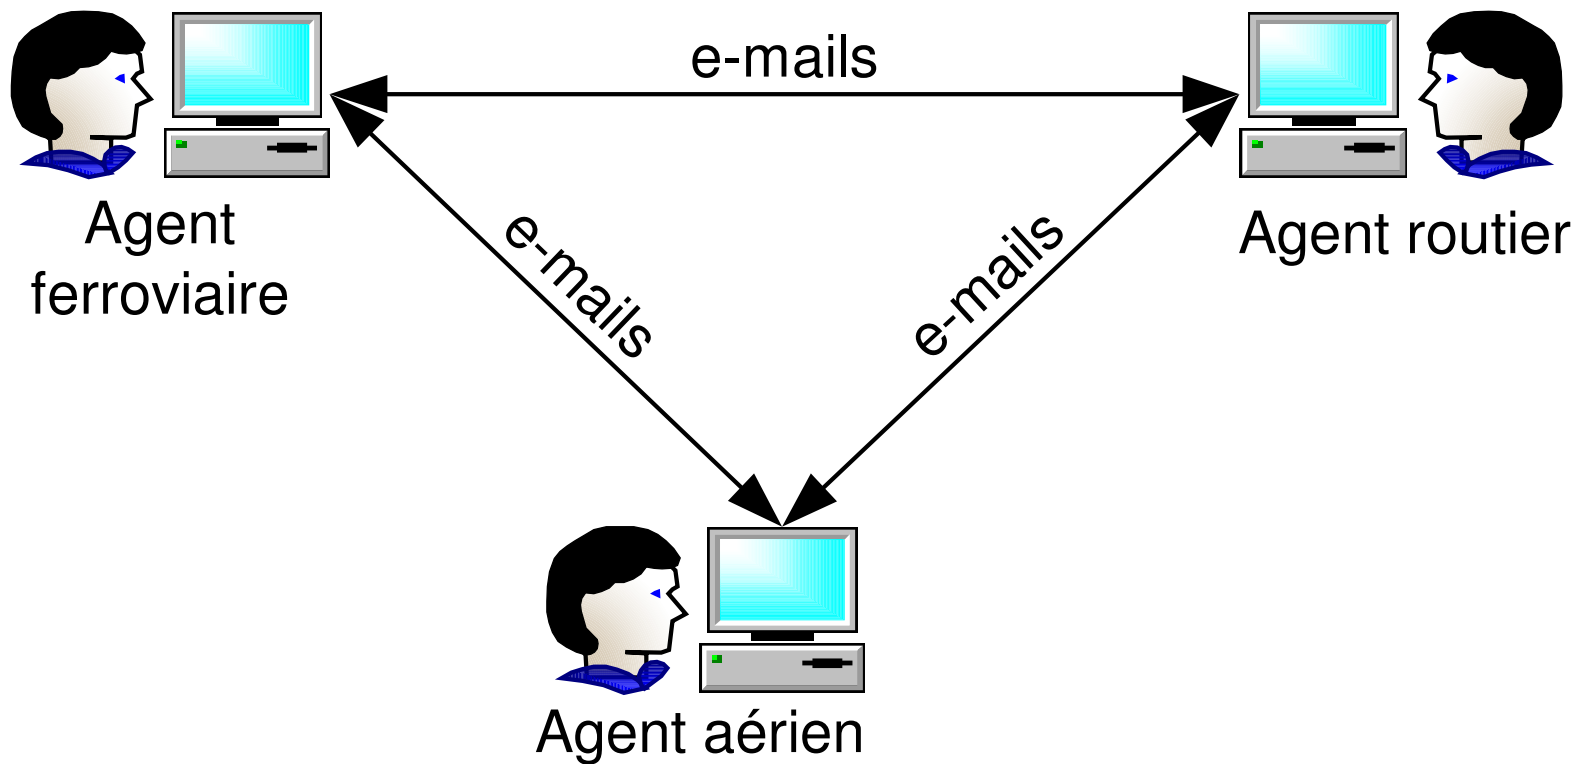 e-mails
Agent
ferroviaire
Agent routier
e-mails
e-mails
Agent aérien